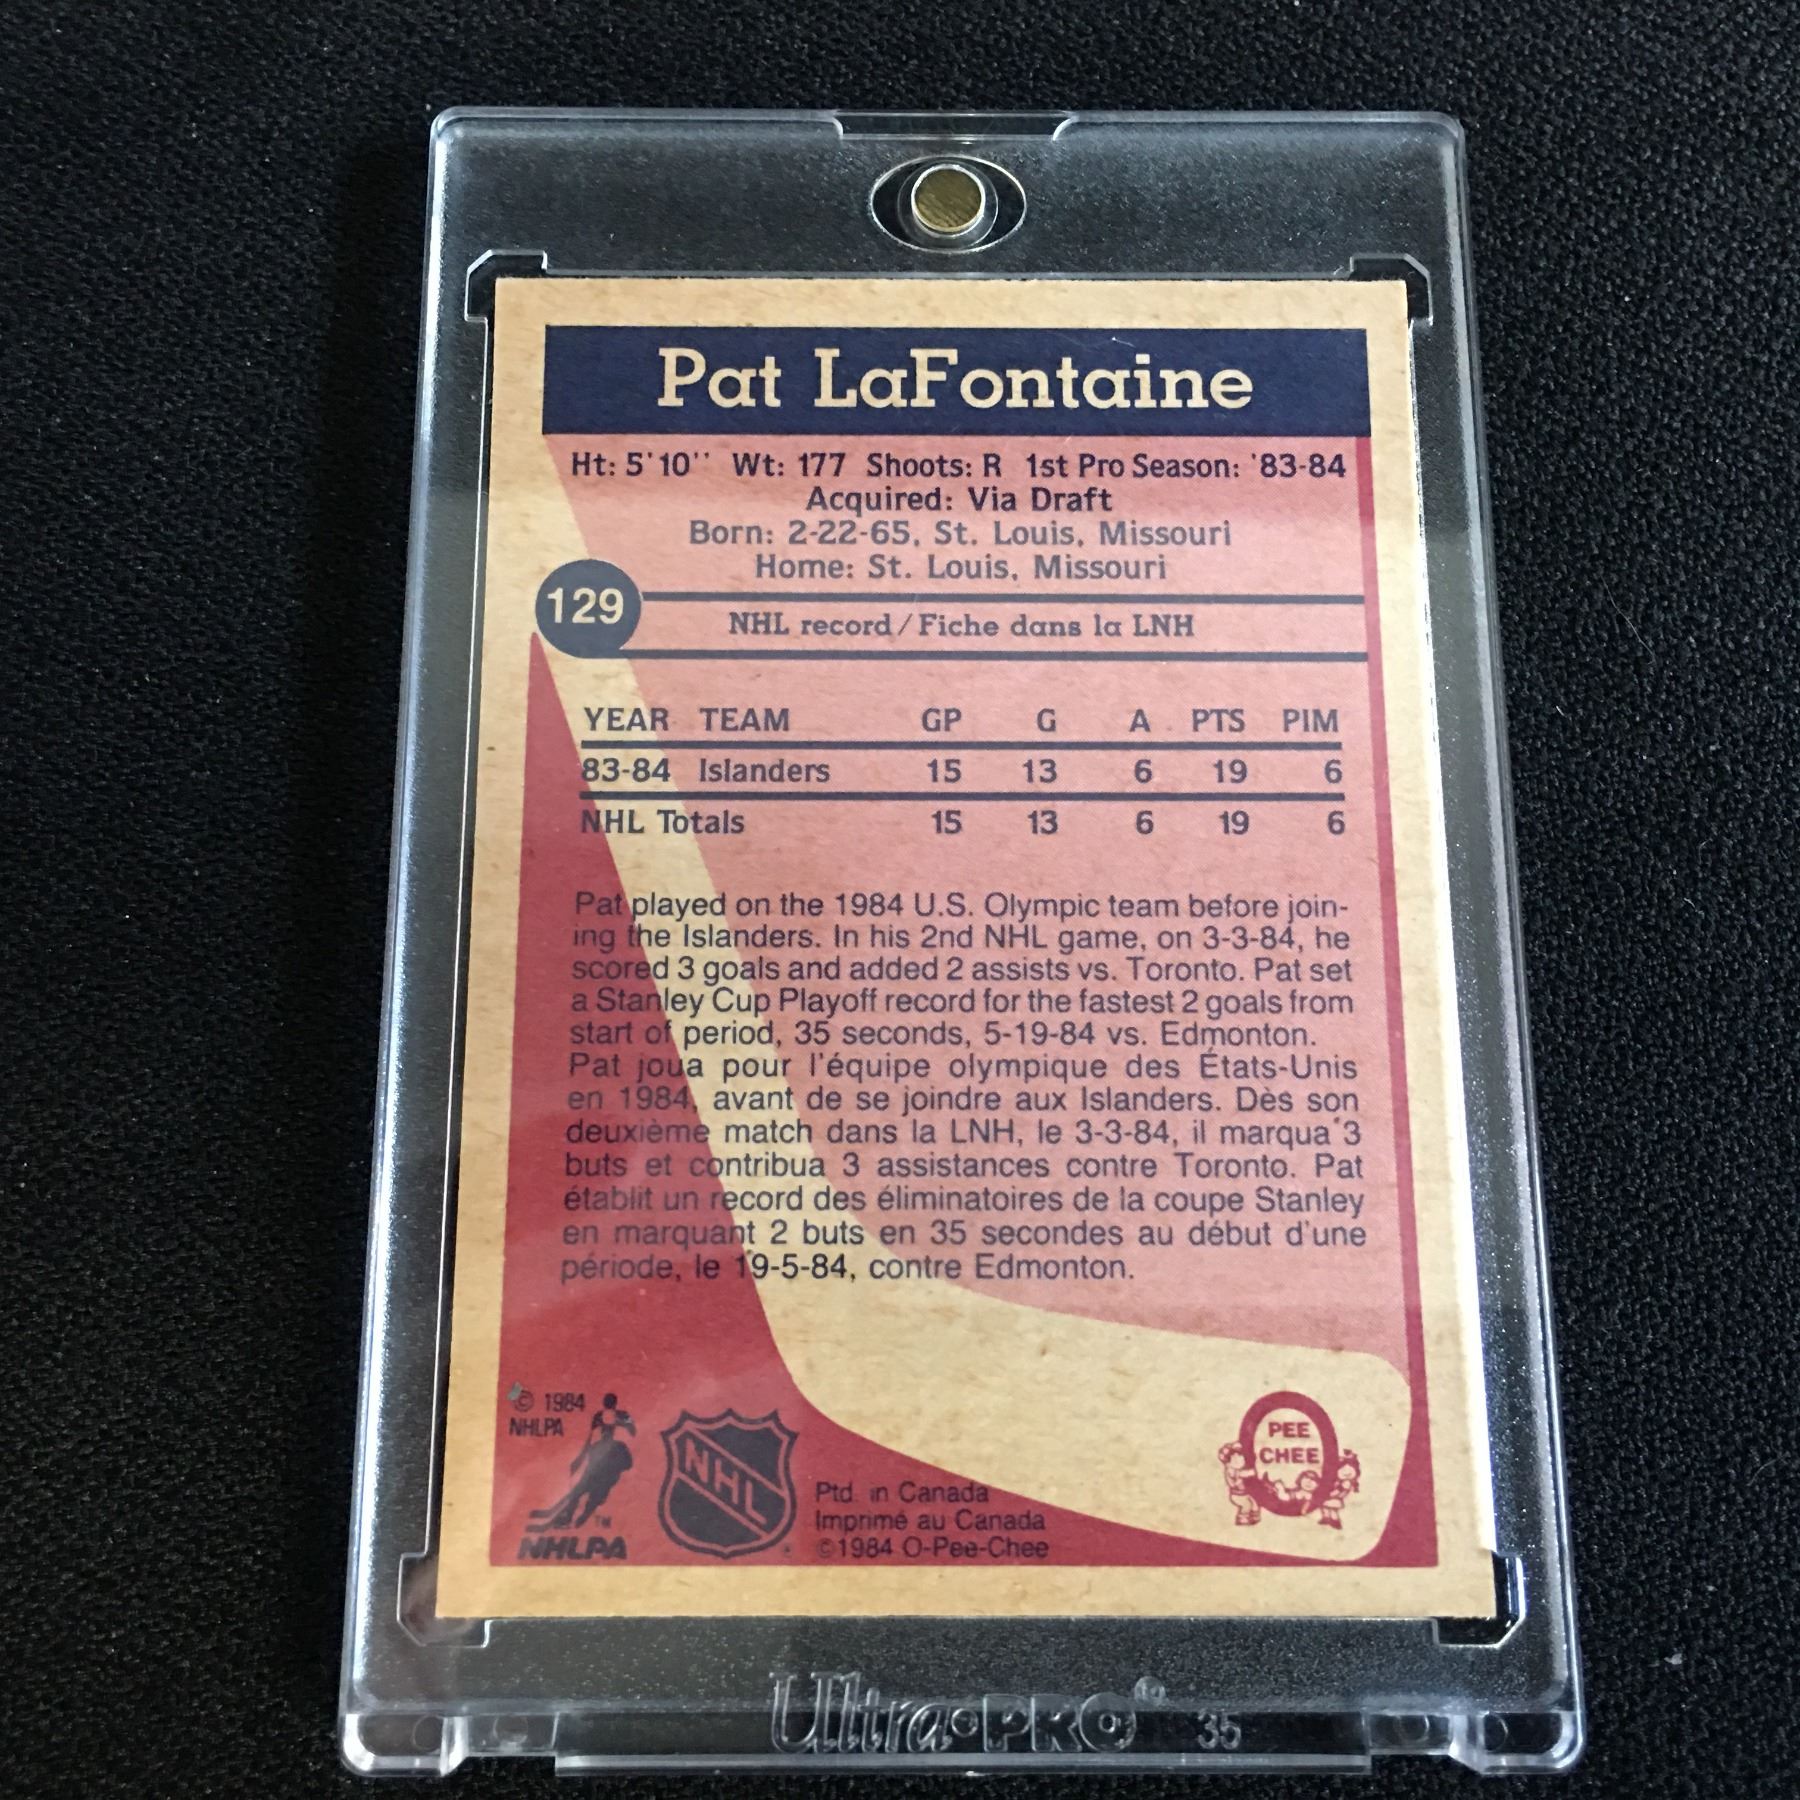 Pat LaFontaine
Ht: 5'10'' Wt: 177 Shoots: R 1st Pro Season: '83-84
Acquired: Via Draft
Born: 2-22-65, St. Louis, Missouri
Home: St. Louis, Missouri
129
NHL record/Fiche dans la LNH
YEAR TEAM GP G A PTS PIM
83-84 Islanders 15 13 6 19 6
NHL Totals 15 13 6 19 6
Pat played on the 1984 U.S. Olympic team before join-
ing the Islanders. In his 2nd NHL game, on 3-3-84, he
scored 3 goals and added 2 assists vs. Toronto. Pat set
a Stanley Cup Playoff record for the fastest 2 goals from
start of period, 35 seconds, 5-19-84 vs. Edmonton.
Pat joua pour l'équipe olympique des États-Unis
en 1984, avant de se joindre aux Islanders. Dès son
deuxième match dans la LNH, le 3-3-84, il marqua 3
buts et contribua 3 assistances contre Toronto. Pat
établit un record des éliminatoires de la coupe Stanley
en marquant 2 buts en 35 secondes au début d'une
période, le 19-5-84, contre Edmonton.
© 1984
NHLPA
TM
NHLPA
NHL
Ptd. in Canada
Imprimé au Canada
©1984 O-Pee-Chee
PEE
CHEE
Ultra·PRO® 35